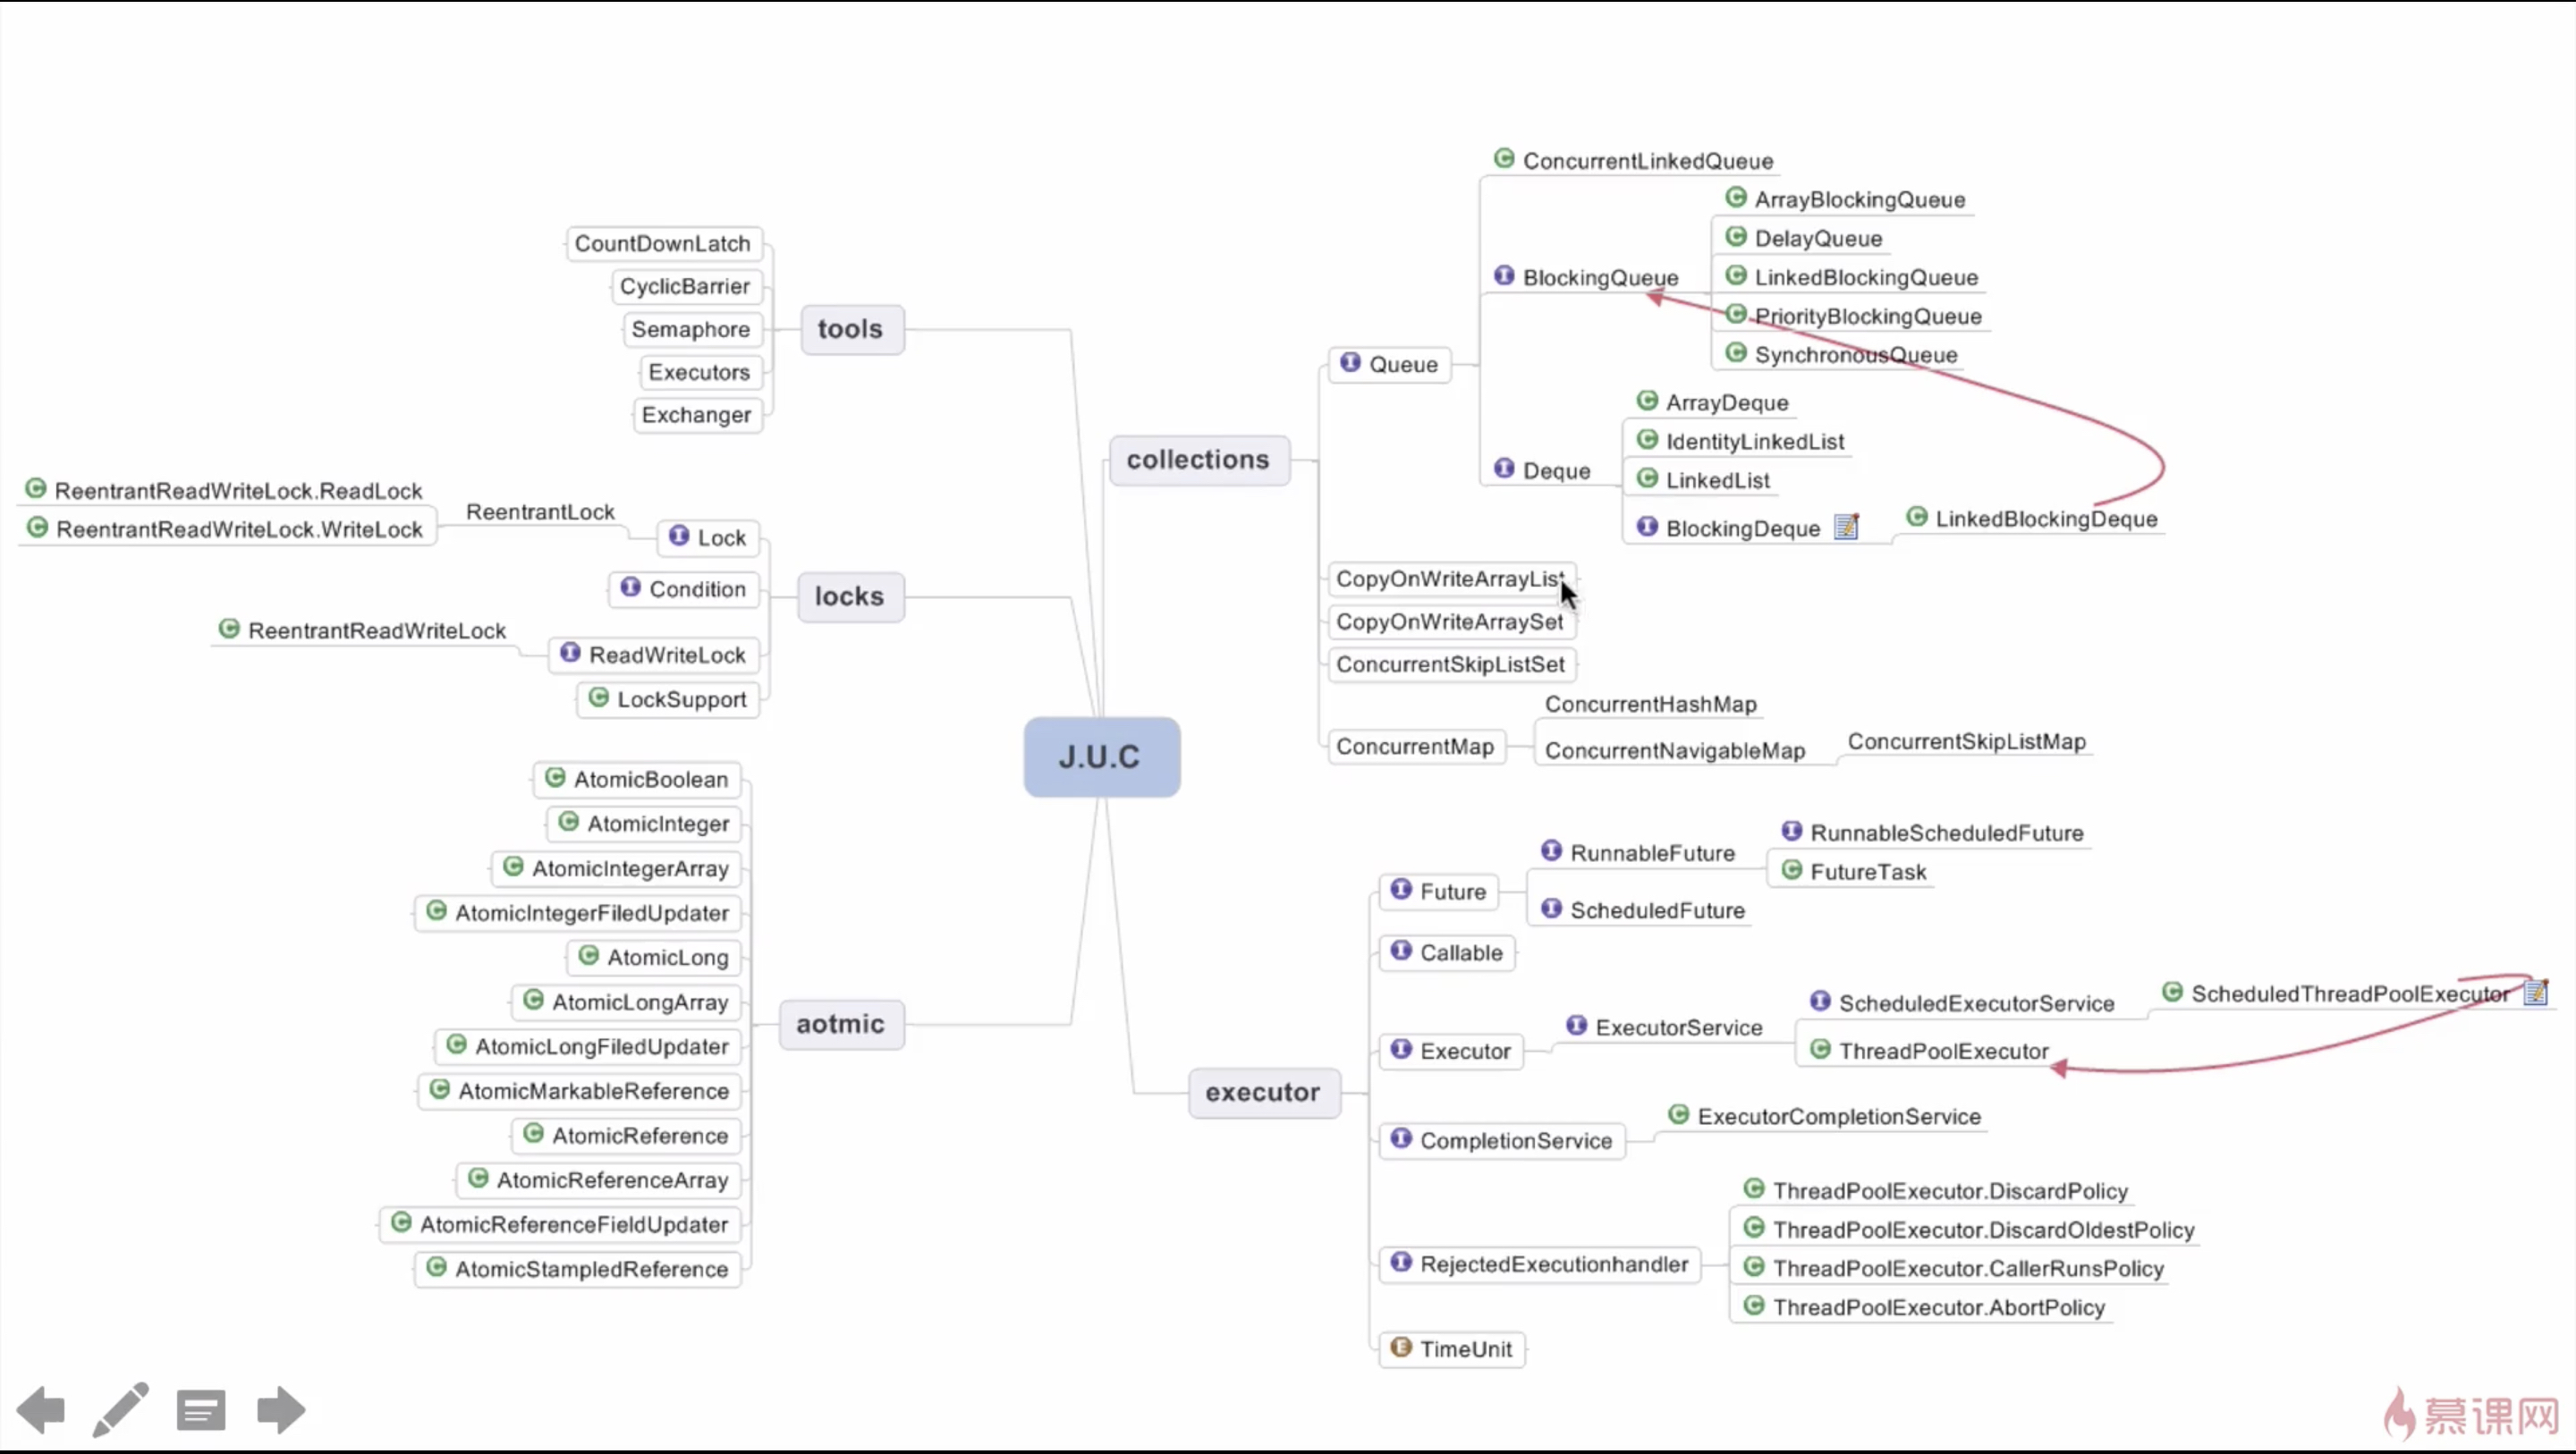 J.U.C
tools
CountDownLatch
CyclicBarrier
Semaphore
Executors
Exchanger
locks
Lock
ReentrantLock
ReentrantReadWriteLock.ReadLock
ReentrantReadWriteLock.WriteLock
Condition
ReadWriteLock
ReentrantReadWriteLock
LockSupport
aotmic
AtomicBoolean
AtomicInteger
AtomicIntegerArray
AtomicIntegerFiledUpdater
AtomicLong
AtomicLongArray
AtomicLongFiledUpdater
AtomicMarkableReference
AtomicReference
AtomicReferenceArray
AtomicReferenceFieldUpdater
AtomicStampledReference
collections
Queue
ConcurrentLinkedQueue
BlockingQueue
ArrayBlockingQueue
DelayQueue
LinkedBlockingQueue
PriorityBlockingQueue
SynchronousQueue
Deque
ArrayDeque
IdentityLinkedList
LinkedList
BlockingDeque
LinkedBlockingDeque
CopyOnWriteArrayList
CopyOnWriteArraySet
ConcurrentSkipListSet
ConcurrentMap
ConcurrentHashMap
ConcurrentNavigableMap
ConcurrentSkipListMap
executor
Future
RunnableFuture
RunnableScheduledFuture
FutureTask
ScheduledFuture
Callable
Executor
ExecutorService
ScheduledExecutorService
ScheduledThreadPoolExecutor
ThreadPoolExecutor
CompletionService
ExecutorCompletionService
RejectedExecutionhandler
ThreadPoolExecutor.DiscardPolicy
ThreadPoolExecutor.DiscardOldestPolicy
ThreadPoolExecutor.CallerRunsPolicy
ThreadPoolExecutor.AbortPolicy
TimeUnit
慕课网